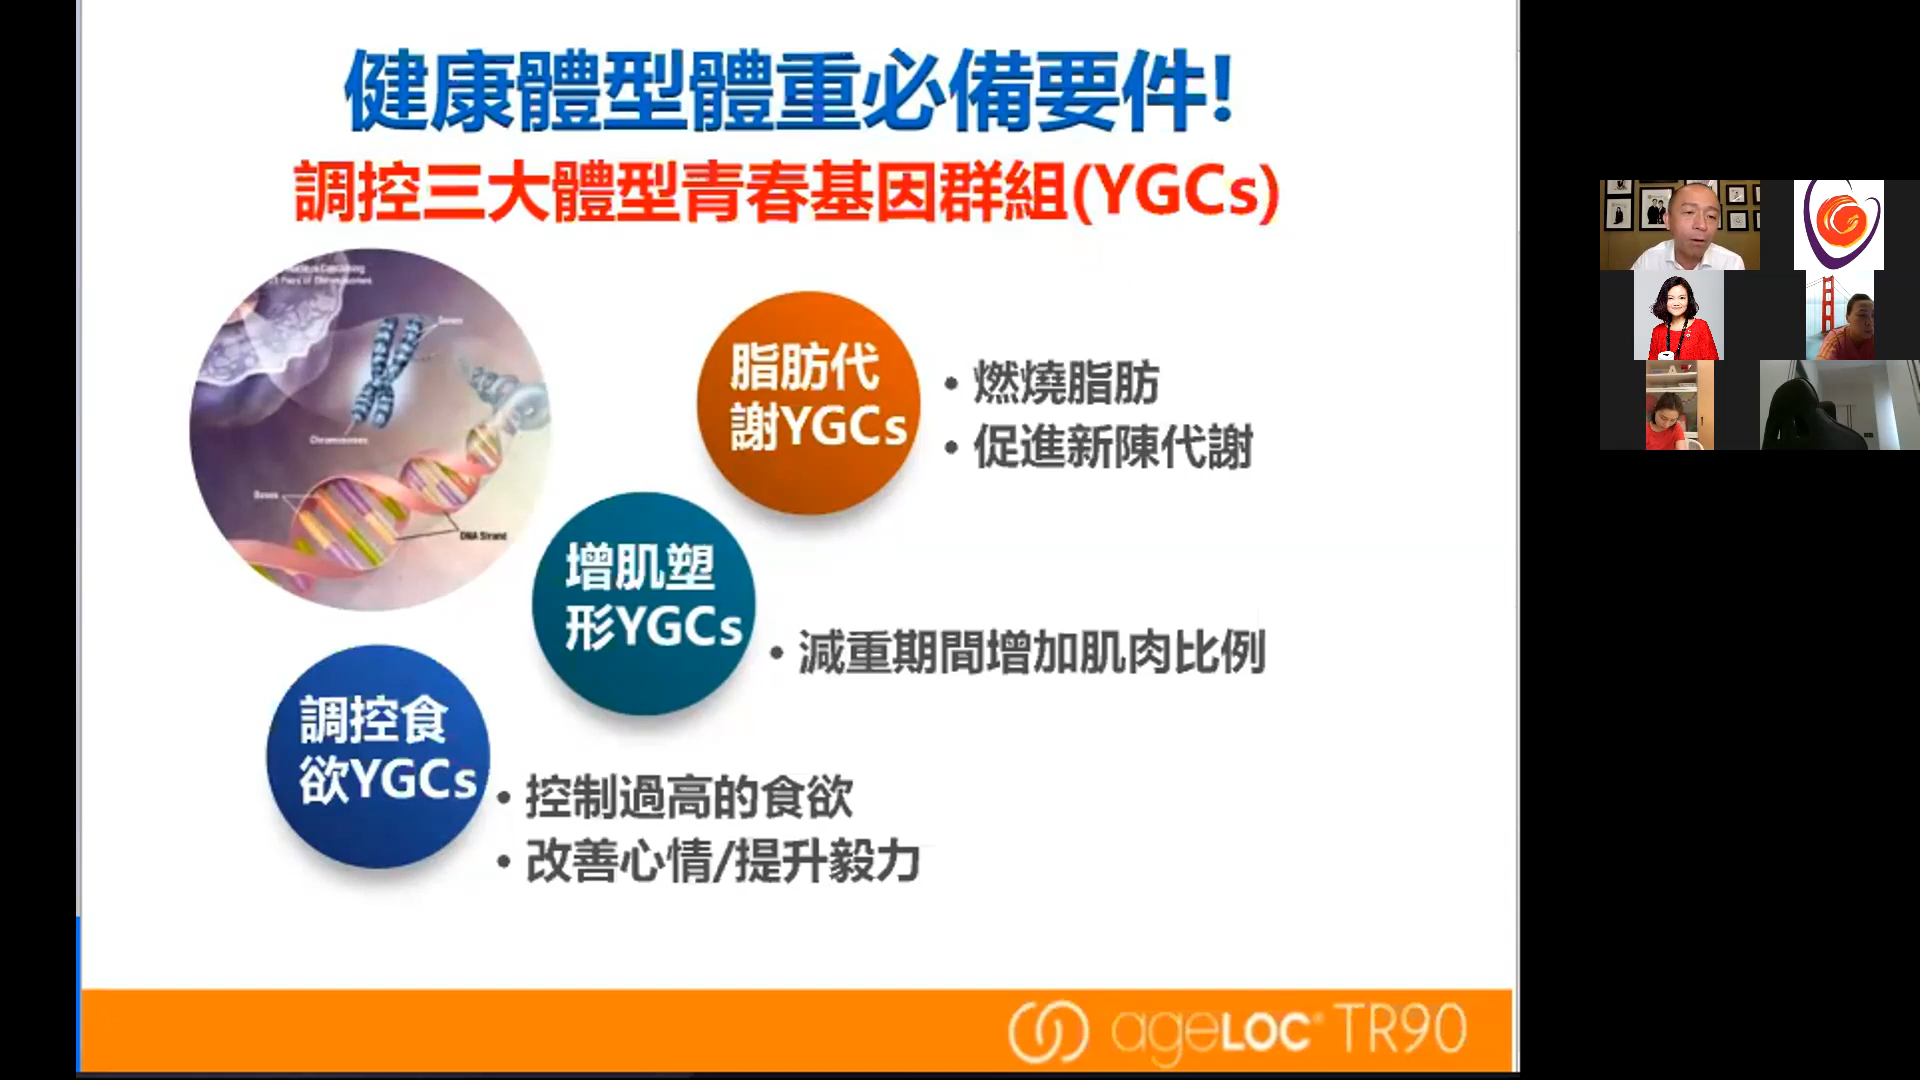 健康體型體重必備要件!
調控三大體型青春基因群組(YGCs)
Chromosomes
Bases
DNA Strand
脂肪代
謝YGCs
• 燃燒脂肪
• 促進新陳代謝
增肌塑
形YGCs
• 減重期間增加肌肉比例
調控食
欲YGCs
• 控制過高的食欲
• 改善心情/提升毅力
ageLOC® TR90